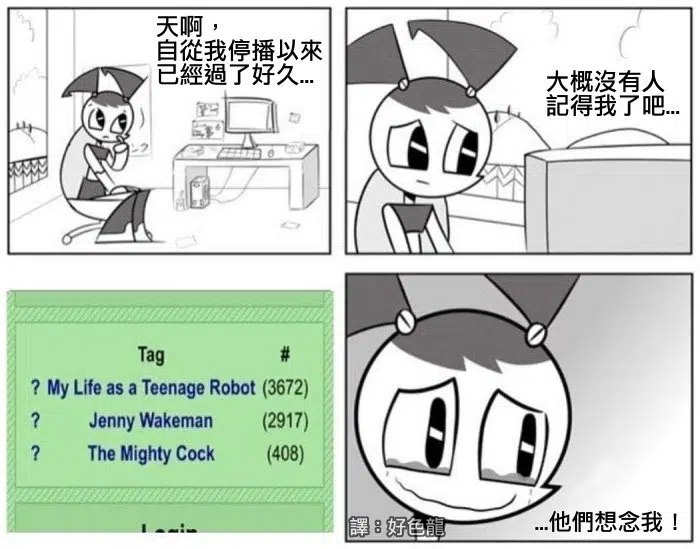 天啊，
自從我停播以來
已經過了好久...
大概沒有人
記得我了吧...
Tag #
? My Life as a Teenage Robot (3672)
? Jenny Wakeman (2917)
? The Mighty Cock (408)
Login
...他們想念我！
譯：好色龍